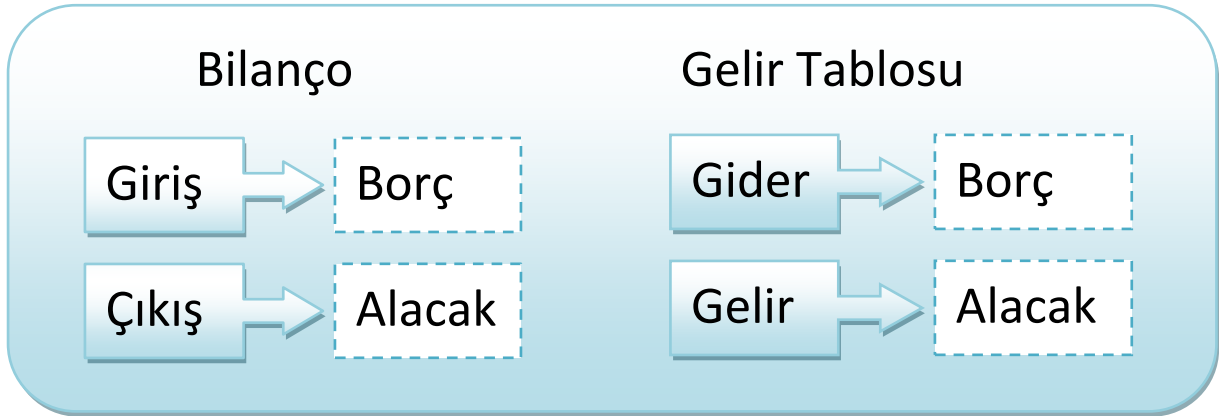 Bilanço
Gelir Tablosu
Giriş
Borç
Gider
Borç
Çıkış
Alacak
Gelir
Alacak